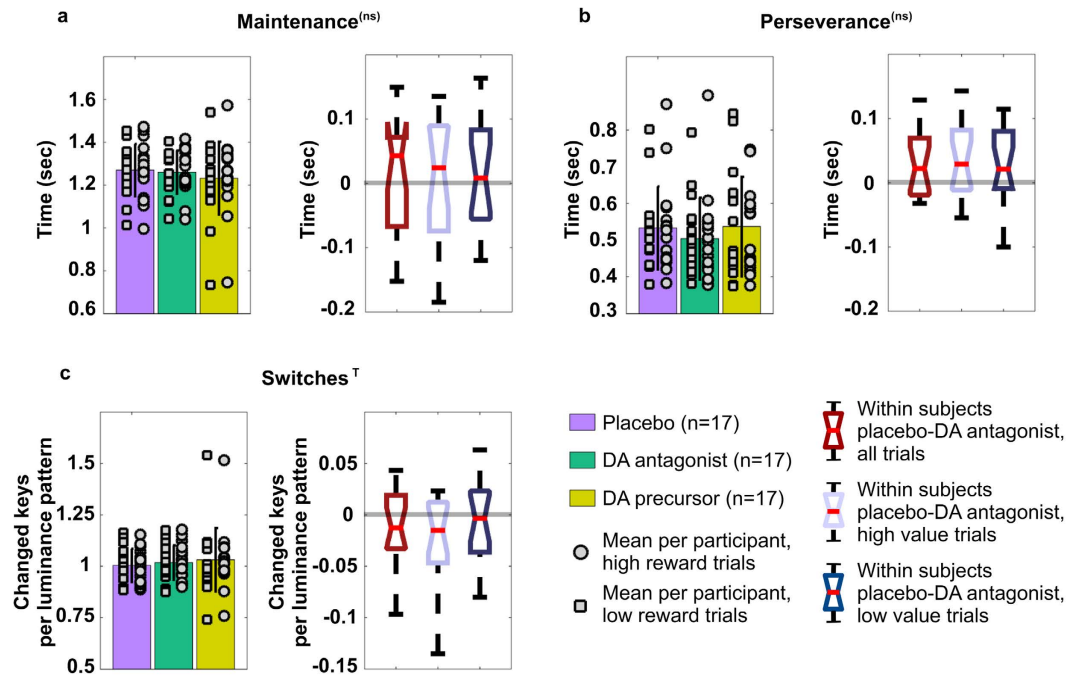 a
Maintenance(ns)
Time (sec)
1.6
1.4
1.2
1
0.8
0.6
Time (sec)
0.1
0
-0.1
-0.2
b
Perseverance(ns)
Time (sec)
0.8
0.7
0.6
0.5
0.4
0.3
Time (sec)
0.1
0
-0.1
-0.2
c
Switches T
Changed keys
per luminance pattern
1.5
1.25
1
0.75
0.5
Changed keys
per luminance pattern
0.05
0
-0.05
-0.1
-0.15
Placebo (n=17)
DA antagonist (n=17)
DA precursor (n=17)
Mean per participant,
high reward trials
Mean per participant,
low reward trials
Within subjects
placebo-DA antagonist,
all trials
Within subjects
placebo-DA antagonist,
high value trials
Within subjects
placebo-DA antagonist,
low value trials